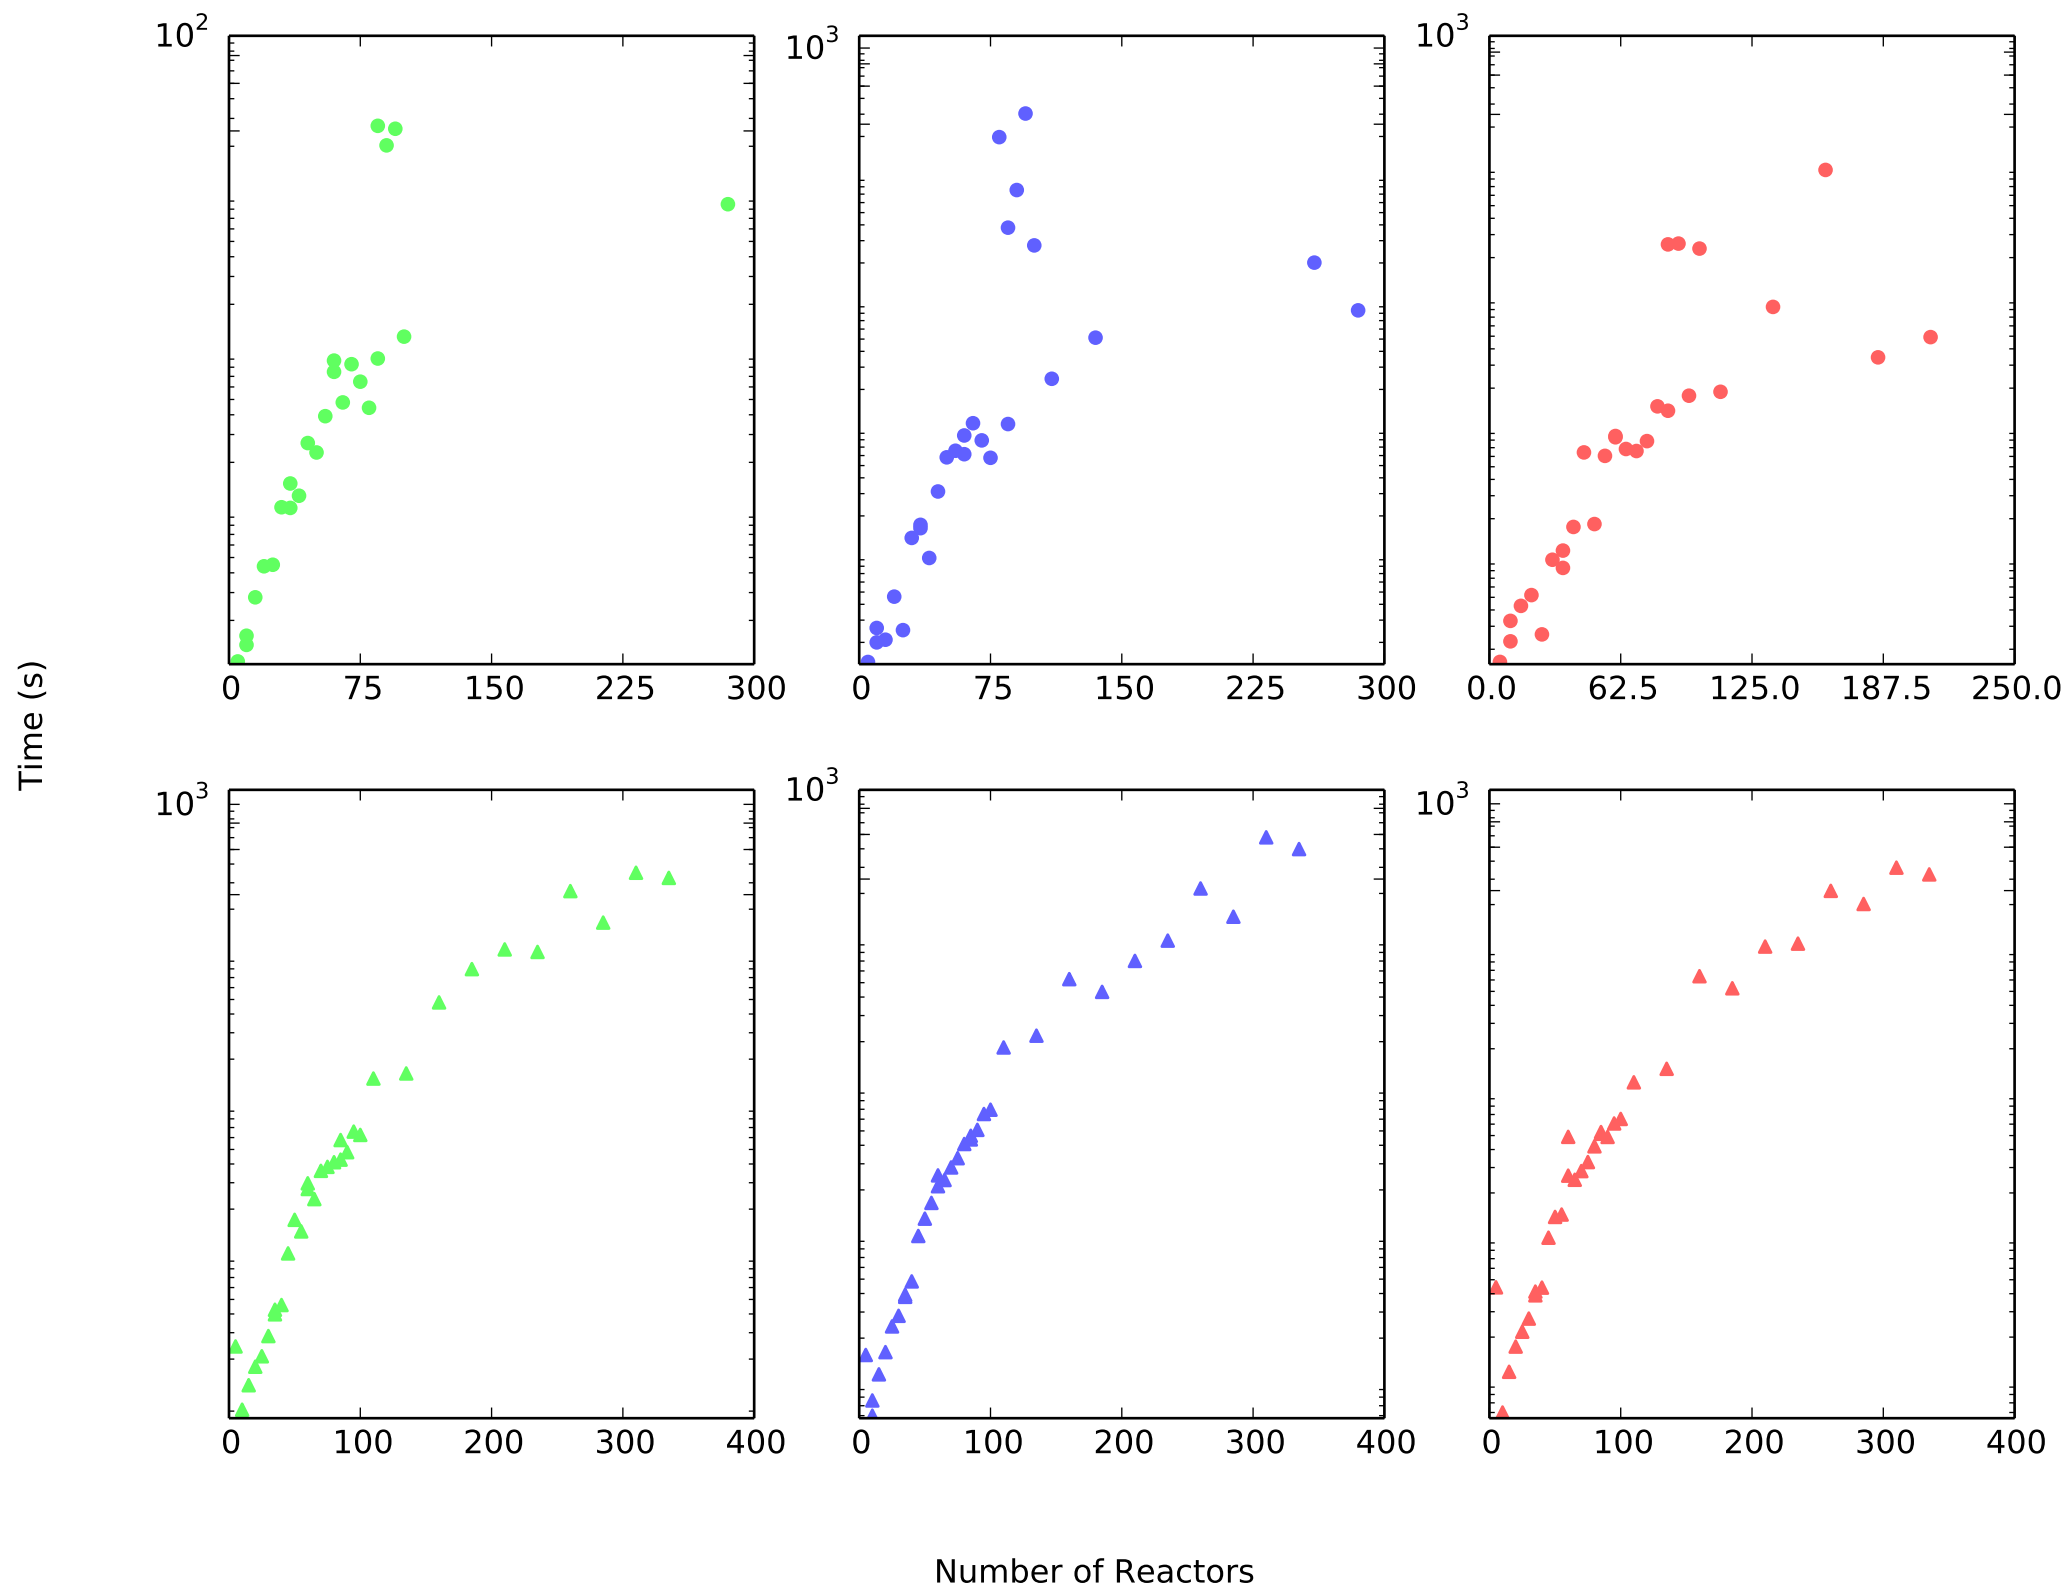 10^2 10^3 10^3
0 75 150 225 300 0 75 150 225 300 0.0 62.5 125.0 187.5 250.0
Time (s)
10^3 10^3 10^3
0 100 200 300 400 0 100 200 300 400 0 100 200 300 400
Number of Reactors